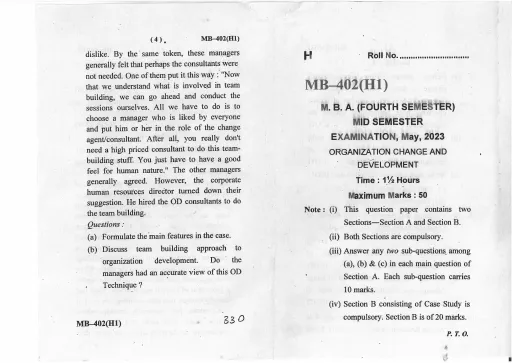 ( 4 ) . MB–402(H1)
dislike. By the same token, these managers
generally felt that perhaps the consultants were
not needed. One of them put it this way : "Now
that we understand what is involved in team
building, we can go ahead and conduct the
sessions ourselves. All we have to do is to
choose a manager who is liked by everyone
and put him or her in the role of the change
agent/consultant. After all, you really don't
need a high priced consultant to do this team-
building stuff. You just have to have a good
feel for human nature." The other managers
generally agreed. However, the corporate
human resources director turned down their
suggestion. He hired the OD consultants to do
the team building.
Questions :
(a) Formulate the main features in the case.
(b) Discuss team building approach to
organization development. Do the
managers had an accurate view of this OD
Technique ?
MB–402(H1) 330
H Roll No..............................
MB–402(H1)
M. B. A. (FOURTH SEMESTER)
MID SEMESTER
EXAMINATION, May, 2023
ORGANIZATION CHANGE AND
DEVELOPMENT
Time : 1½ Hours
Maximum Marks : 50
Note : (i) This question paper contains two
Sections—Section A and Section B.
(ii) Both Sections are compulsory.
(iii) Answer any two sub-questions among
(a), (b) & (c) in each main question of
Section A. Each sub-question carries
10 marks.
(iv) Section B consisting of Case Study is
compulsory. Section B is of 20 marks.
P. T. O.